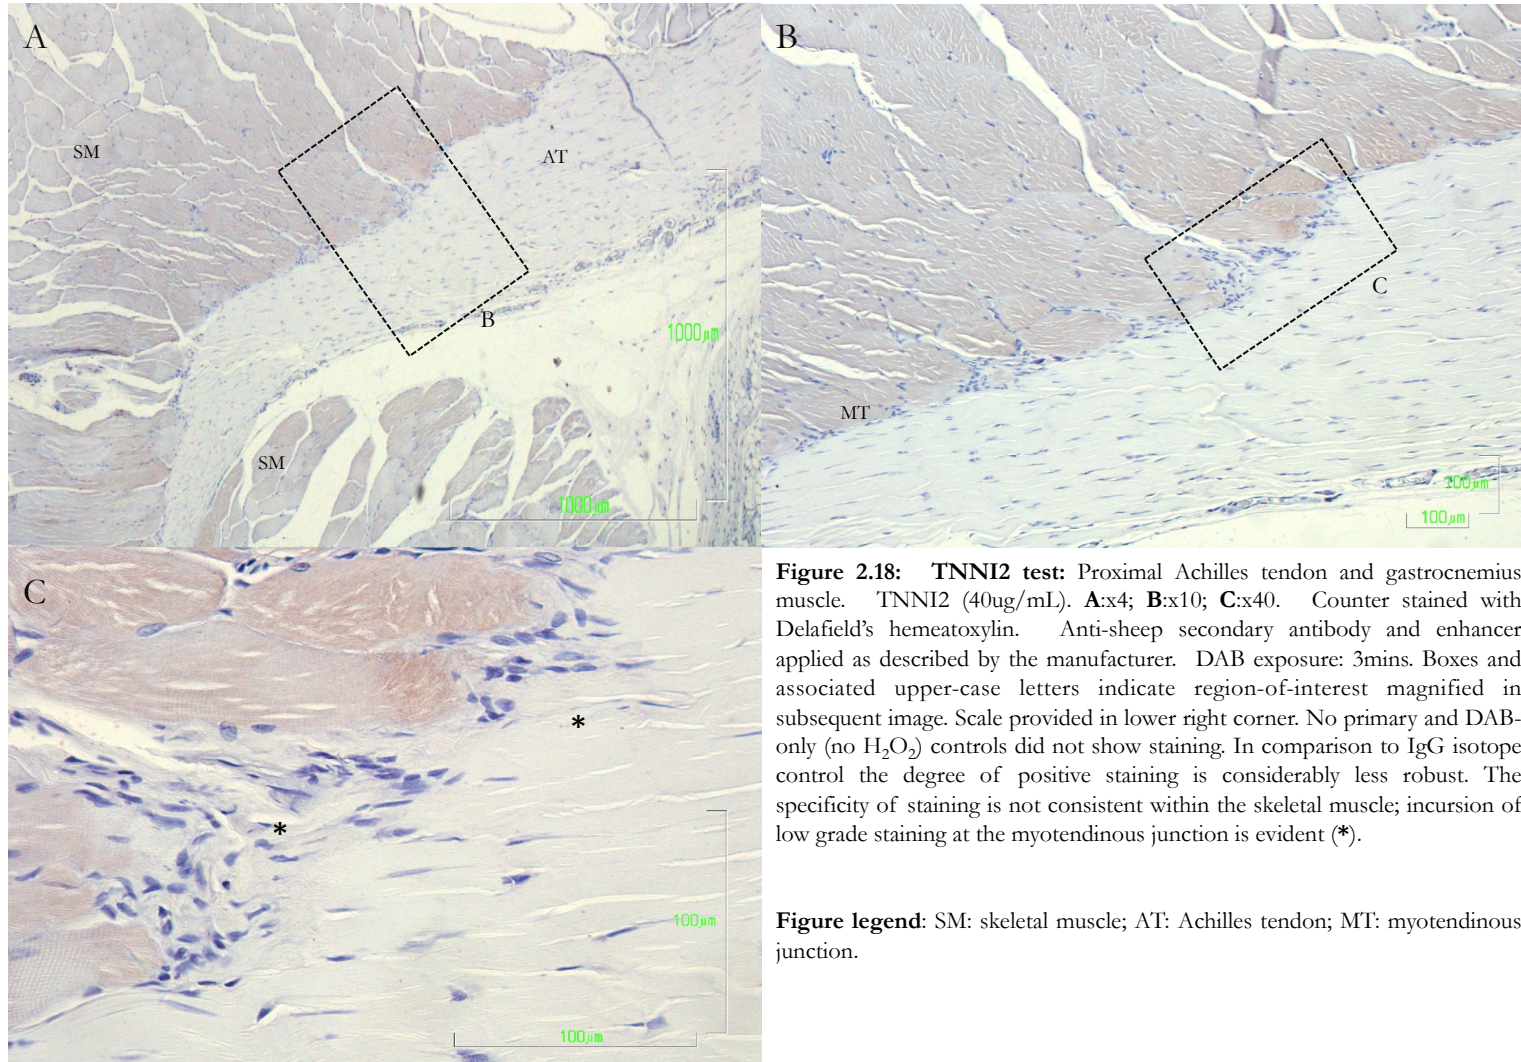 A
SM
AT
B
1000µm
SM
1000µm
B
C
MT
100µm
100µm
C
*
*
100µm
100µm
Figure 2.18: TNNI2 test: Proximal Achilles tendon and gastrocnemius
muscle. TNNI2 (40ug/mL). A:x4; B:x10; C:x40. Counter stained with
Delafield's hemeatoxylin. Anti-sheep secondary antibody and enhancer
applied as described by the manufacturer. DAB exposure: 3mins. Boxes and
associated upper-case letters indicate region-of-interest magnified in
subsequent image. Scale provided in lower right corner. No primary and DAB-
only (no H₂O₂) controls did not show staining. In comparison to IgG isotope
control the degree of positive staining is considerably less robust. The
specificity of staining is not consistent within the skeletal muscle; incursion of
low grade staining at the myotendinous junction is evident (*).
Figure legend: SM: skeletal muscle; AT: Achilles tendon; MT: myotendinous
junction.